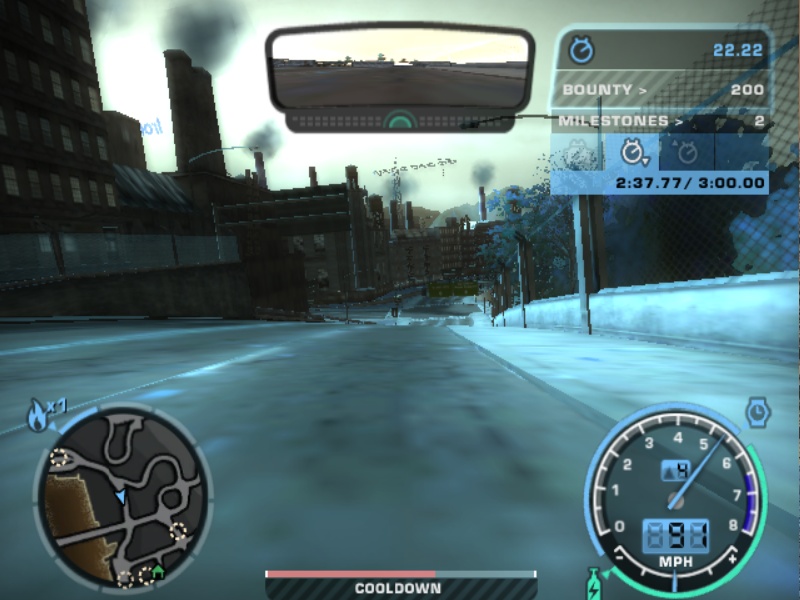 22.22
BOUNTY > 200
MILESTONES > 2
2:37.77/ 3:00.00
x1
0 1 2 3 4 5 6 7 8
4
91
MPH
- +
COOLDOWN